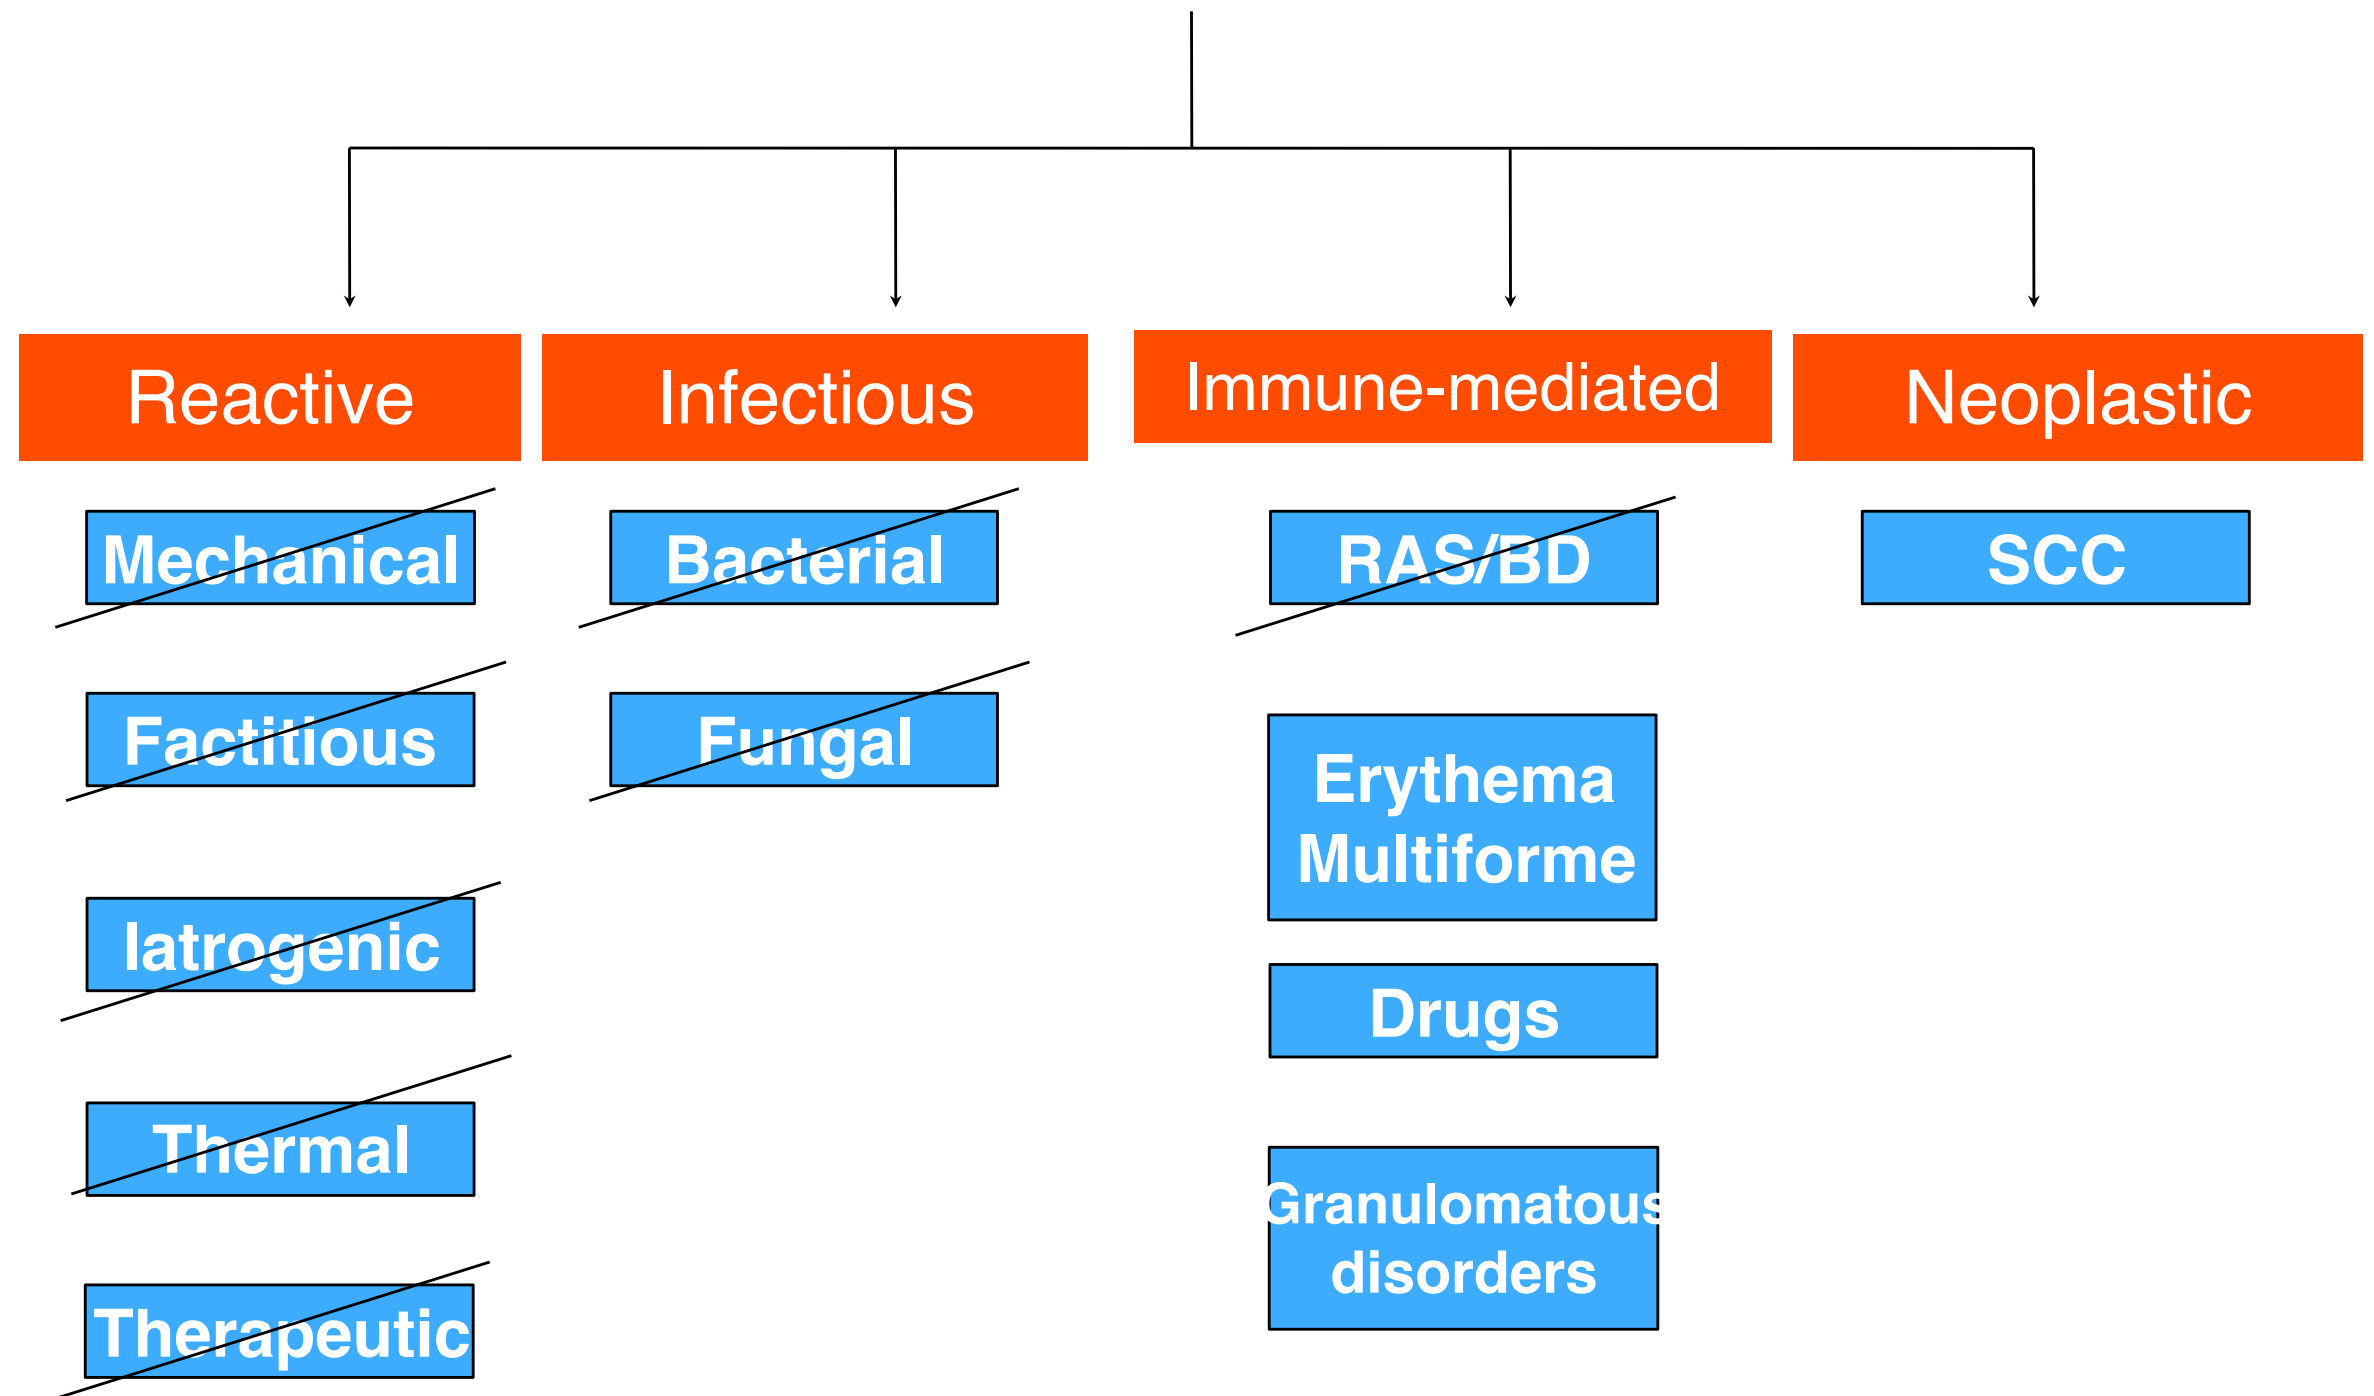 Reactive
Infectious
Immune-mediated
Neoplastic
Mechanical
Bacterial
RAS/BD
SCC
Factitious
Fungal
Erythema
Multiforme
Iatrogenic
Drugs
Thermal
Granulomatous
disorders
Therapeutic